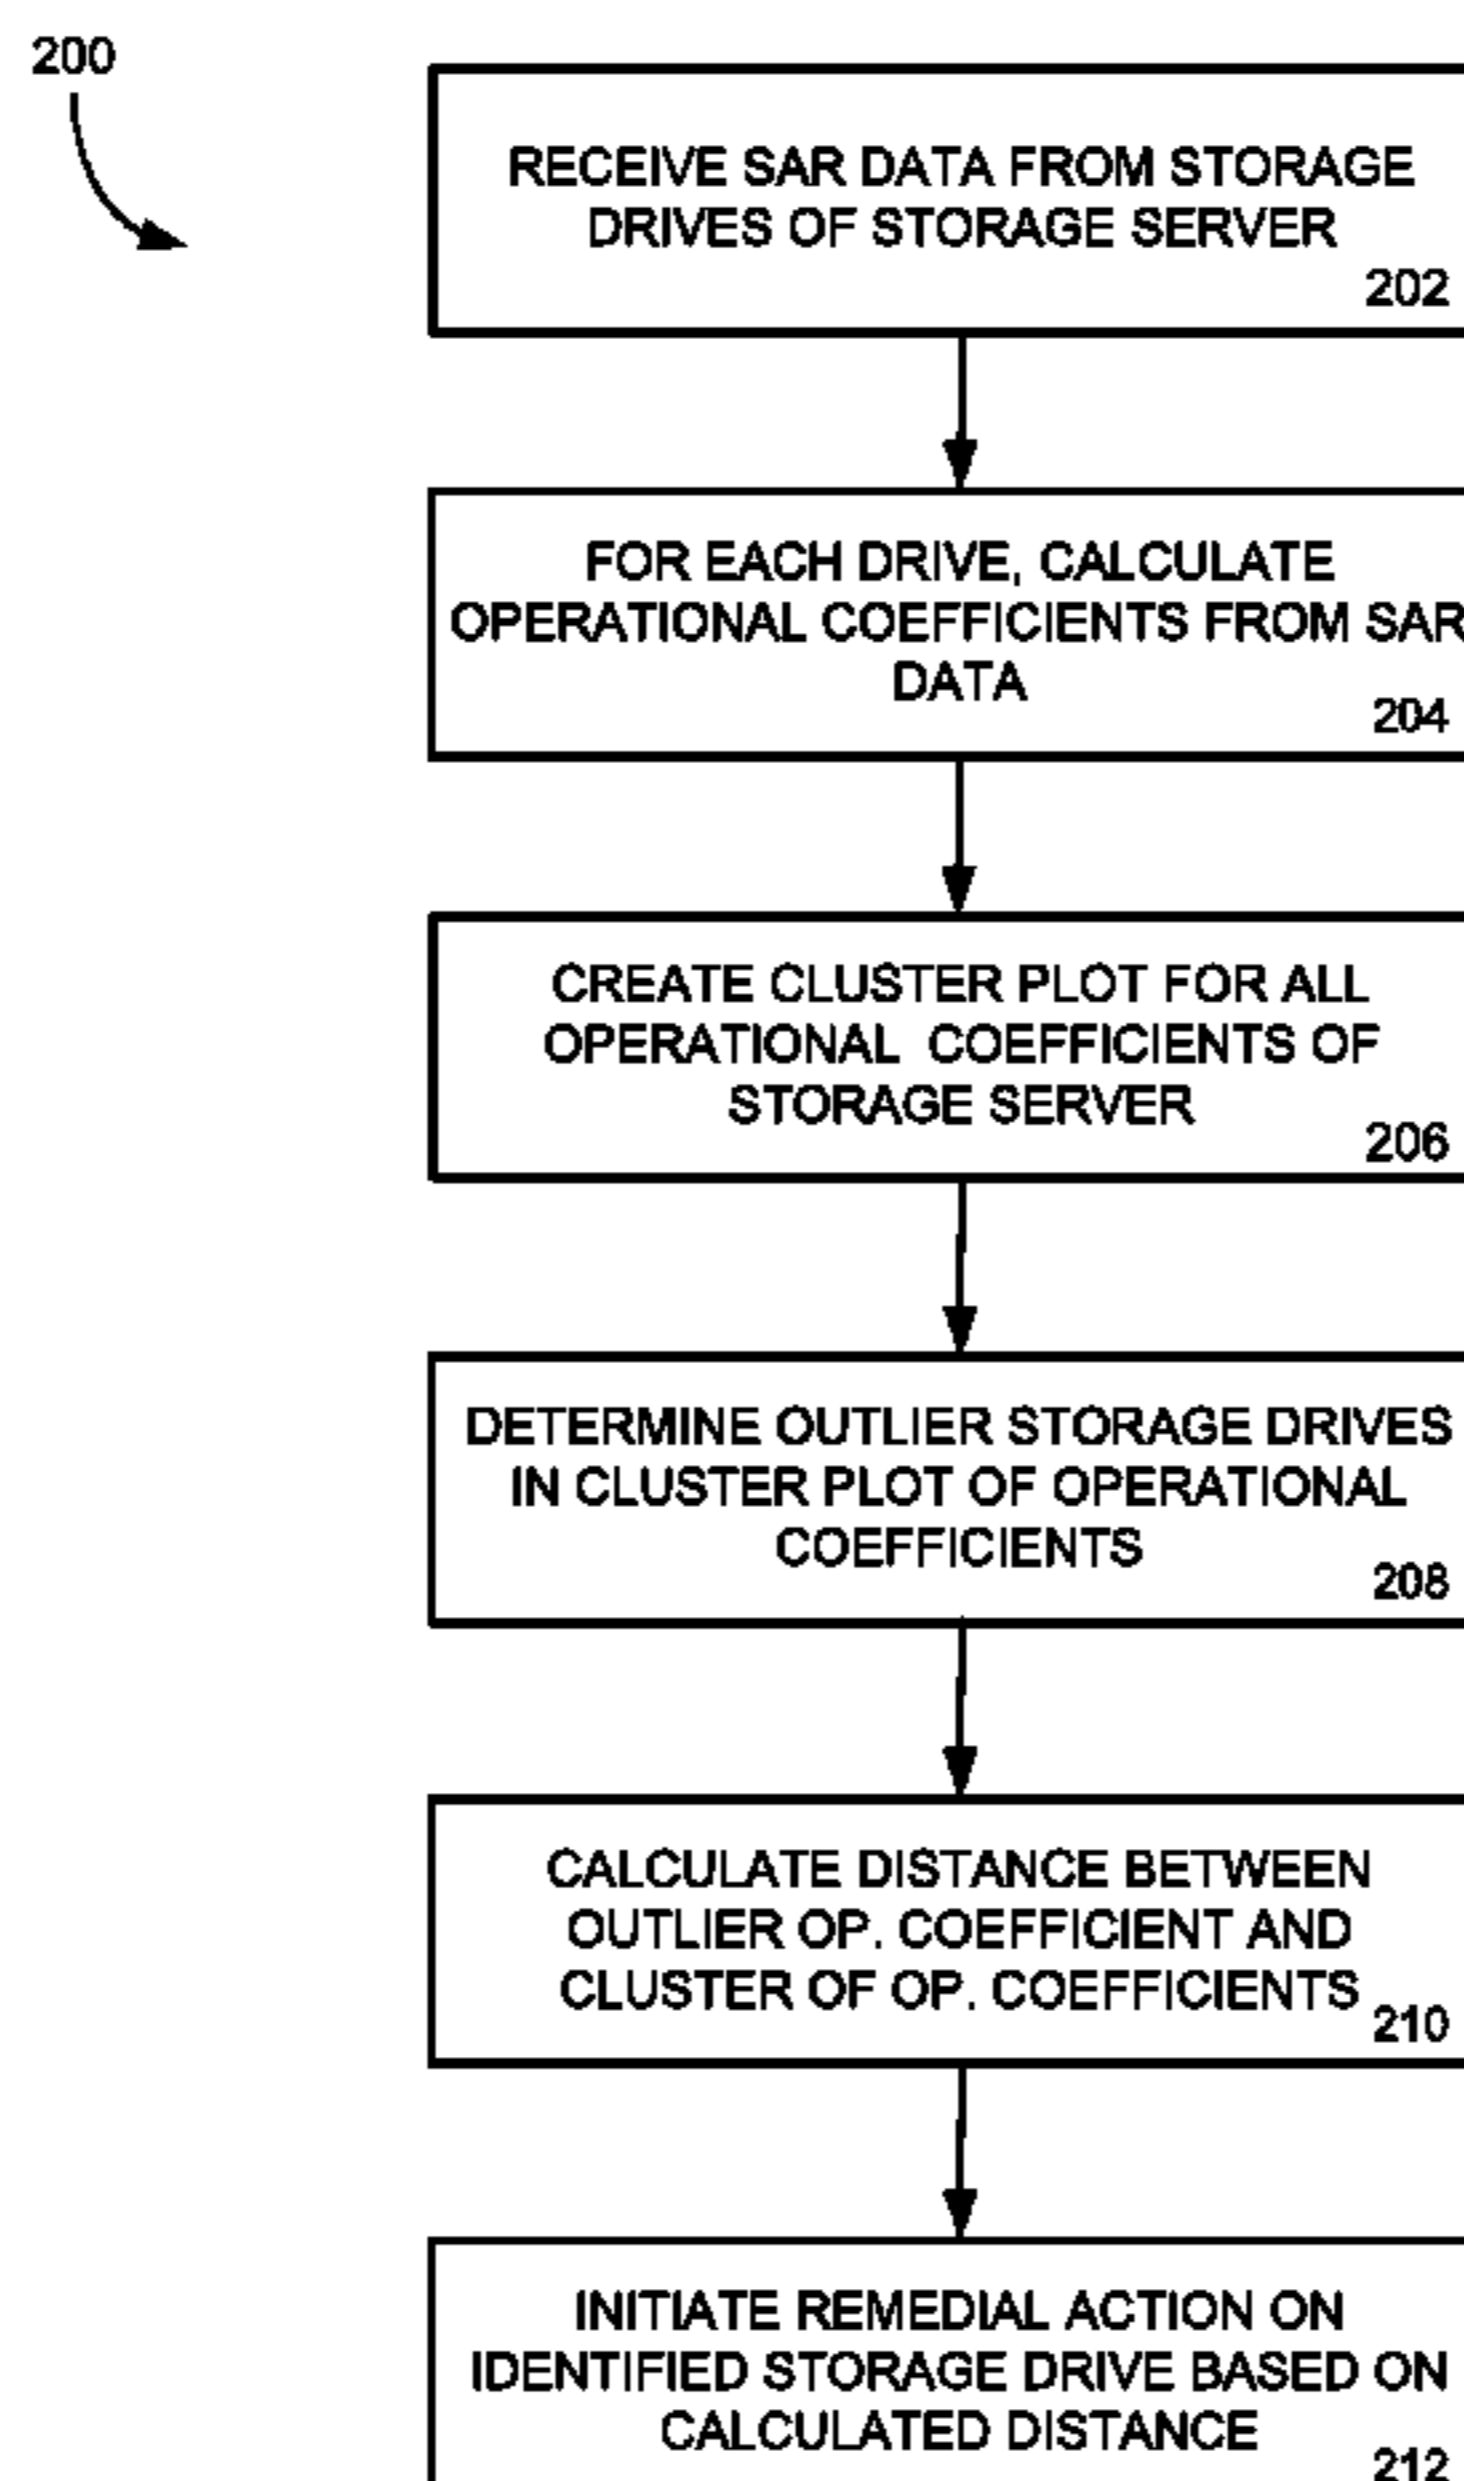 200
RECEIVE SAR DATA FROM STORAGE
DRIVES OF STORAGE SERVER
202
FOR EACH DRIVE, CALCULATE
OPERATIONAL COEFFICIENTS FROM SAR
DATA
204
CREATE CLUSTER PLOT FOR ALL
OPERATIONAL COEFFICIENTS OF
STORAGE SERVER
206
DETERMINE OUTLIER STORAGE DRIVES
IN CLUSTER PLOT OF OPERATIONAL
COEFFICIENTS
208
CALCULATE DISTANCE BETWEEN
OUTLIER OP. COEFFICIENT AND
CLUSTER OF OP. COEFFICIENTS
210
INITIATE REMEDIAL ACTION ON
IDENTIFIED STORAGE DRIVE BASED ON
CALCULATED DISTANCE
212